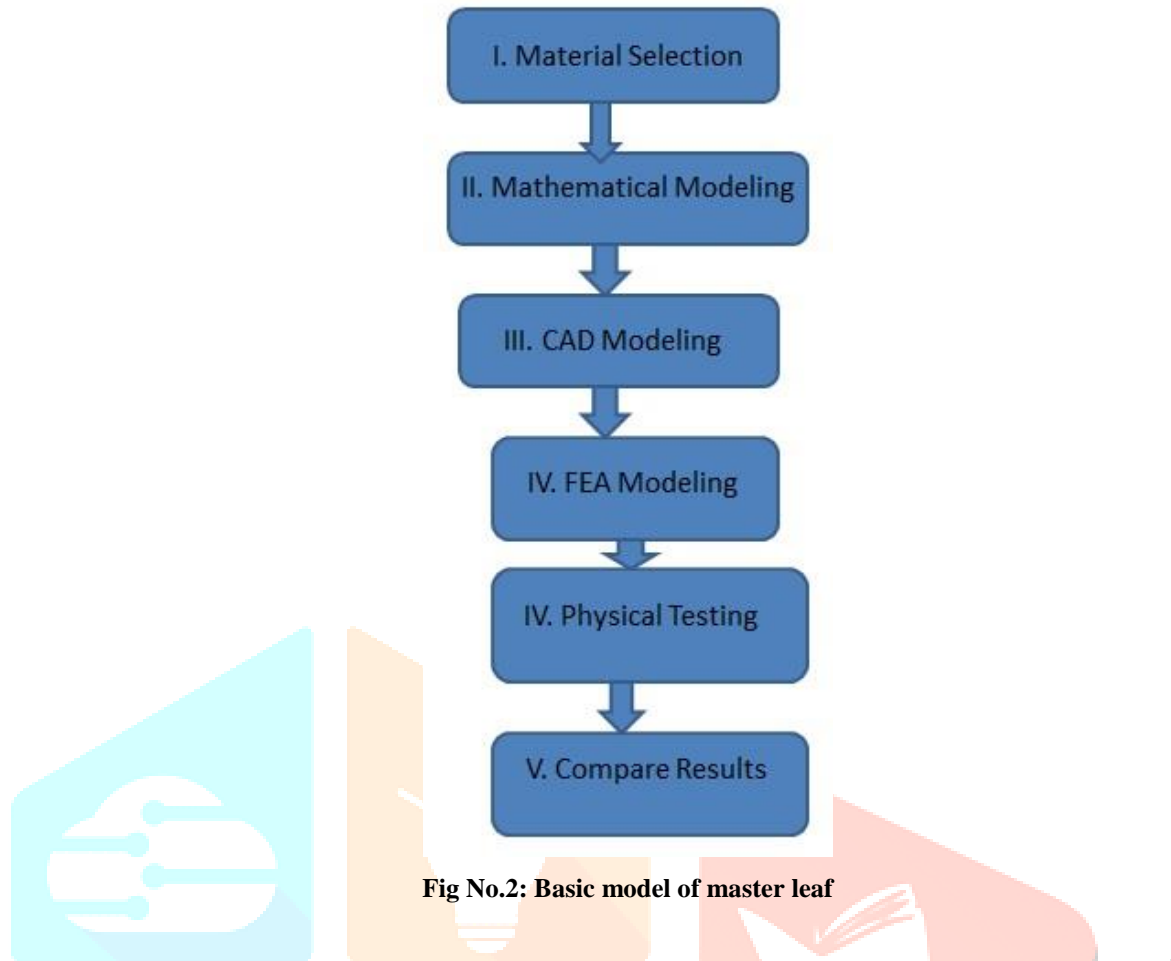 I. Material Selection
II. Mathematical Modeling
III. CAD Modeling
IV. FEA Modeling
IV. Physical Testing
V. Compare Results
Fig No.2: Basic model of master leaf